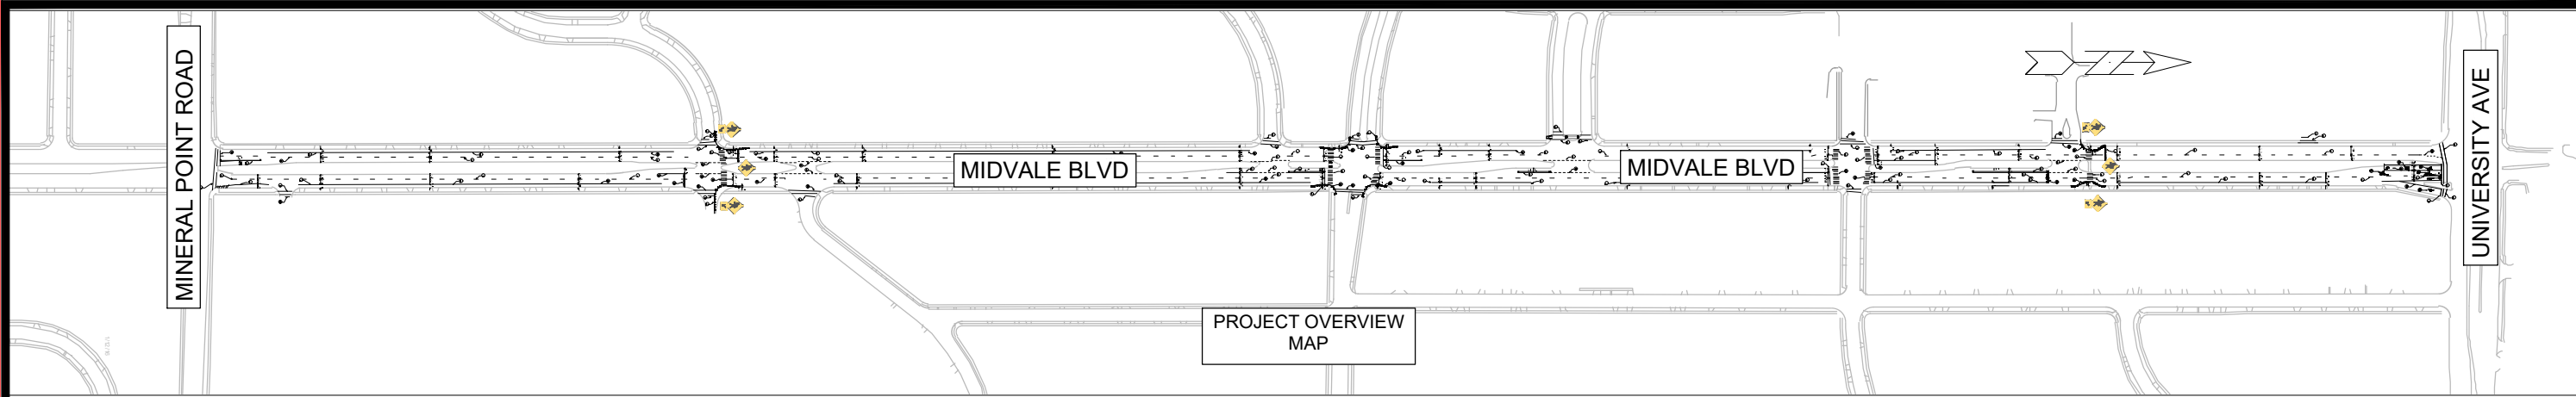 MINERAL POINT ROAD
MIDVALE BLVD
MIDVALE BLVD
UNIVERSITY AVE
PROJECT OVERVIEW
MAP